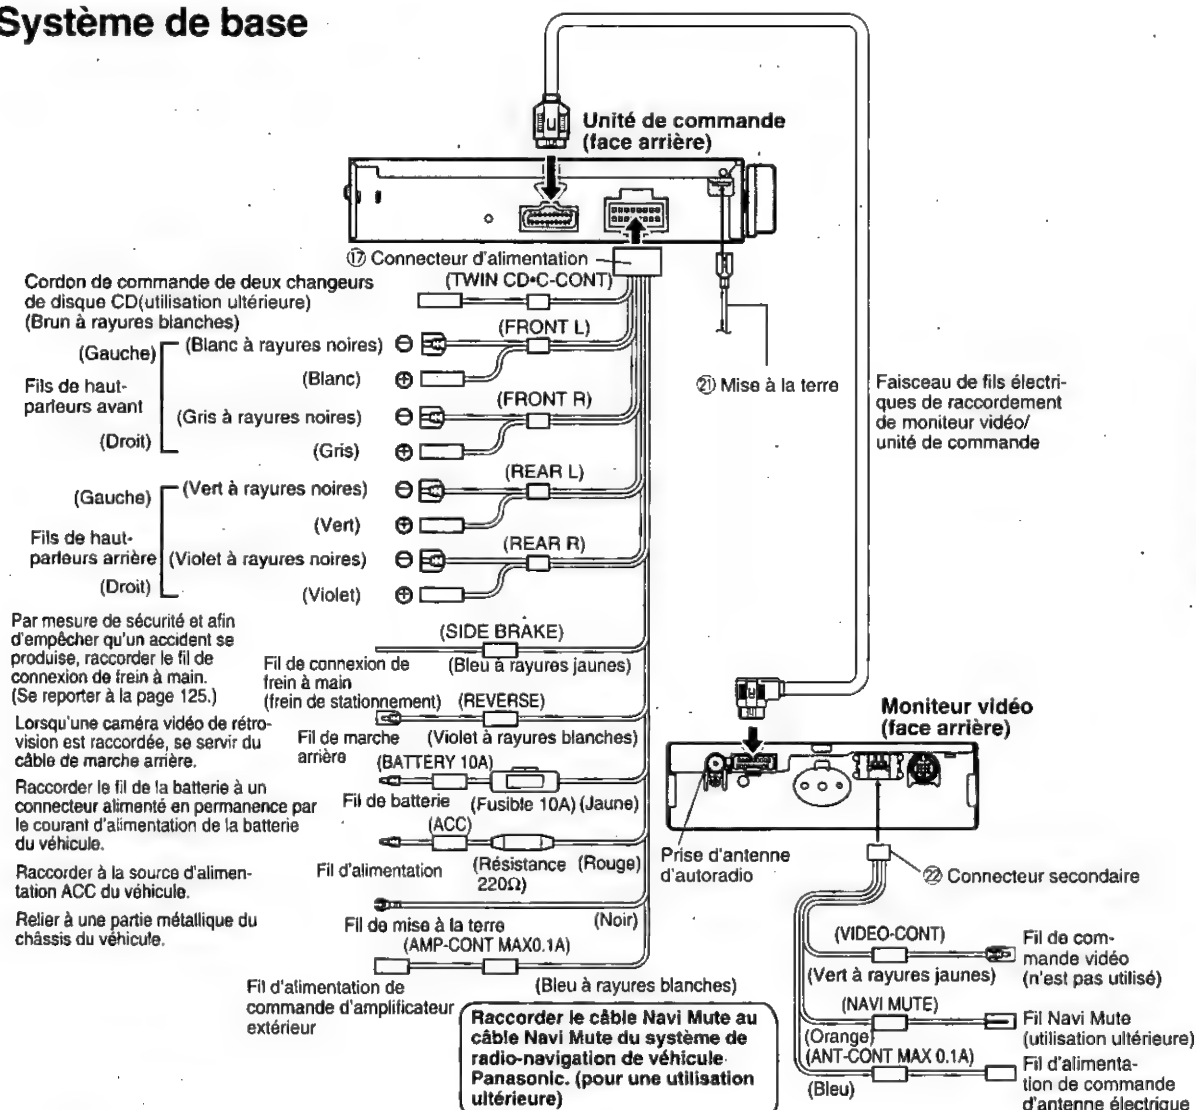 Système de base
Unité de commande
(face arrière)
⑰ Connecteur d'alimentation
(TWIN CD•C-CONT)
Cordon de commande de deux changeurs
de disque CD(utilisation ultérieure)
(Brun à rayures blanches)
(FRONT L)
(Gauche)
(Blanc à rayures noires) ⊖
(Blanc) ⊕
Fils de haut-
parleurs avant
(FRONT R)
(Gris à rayures noires) ⊖
(Droit)
(Gris) ⊕
(REAR L)
(Gauche)
(Vert à rayures noires) ⊖
(Vert) ⊕
Fils de haut-
parleurs arrière
(REAR R)
(Violet à rayures noires) ⊖
(Droit)
(Violet) ⊕
㉑ Mise à la terre
Faisceau de fils électri-
ques de raccordement
de moniteur vidéo/
unité de commande
Par mesure de sécurité et afin
d'empêcher qu'un accident se
produise, raccorder le fil de
connexion de frein à main.
(Se reporter à la page 125.)
(SIDE BRAKE)
Fil de connexion de
frein à main
(frein de stationnement)
(Bleu à rayures jaunes)
Lorsqu'une caméra vidéo de rétro-
vision est raccordée, se servir du
câble de marche arrière.
(REVERSE)
Fil de marche
arrière
(Violet à rayures blanches)
Raccorder le fil de la batterie à un
connecteur alimenté en permanence par
le courant d'alimentation de la batterie
du véhicule.
(BATTERY 10A)
Fil de batterie
(Fusible 10A) (Jaune)
Raccorder à la source d'alimen-
tation ACC du véhicule.
(ACC)
Fil d'alimentation
(Résistance
220Ω)
(Rouge)
Relier à une partie métallique du
châssis du véhicule.
Fil de mise à la terre
(Noir)
(AMP-CONT MAX0.1A)
Fil d'alimentation de
commande d'amplificateur
extérieur
(Bleu à rayures blanches)
Raccorder le câble Navi Mute au
câble Navi Mute du système de
radio-navigation de véhicule
Panasonic. (pour une utilisation
ultérieure)
Moniteur vidéo
(face arrière)
Prise d'antenne
d'autoradio
㉒ Connecteur secondaire
(VIDEO-CONT)
(Vert à rayures jaunes)
Fil de com-
mande vidéo
(n'est pas utilisé)
(NAVI MUTE)
(Orange)
Fil Navi Mute
(utilisation ultérieure)
(ANT-CONT MAX 0.1A)
(Bleu)
Fil d'alimenta-
tion de commande
d'antenne électrique